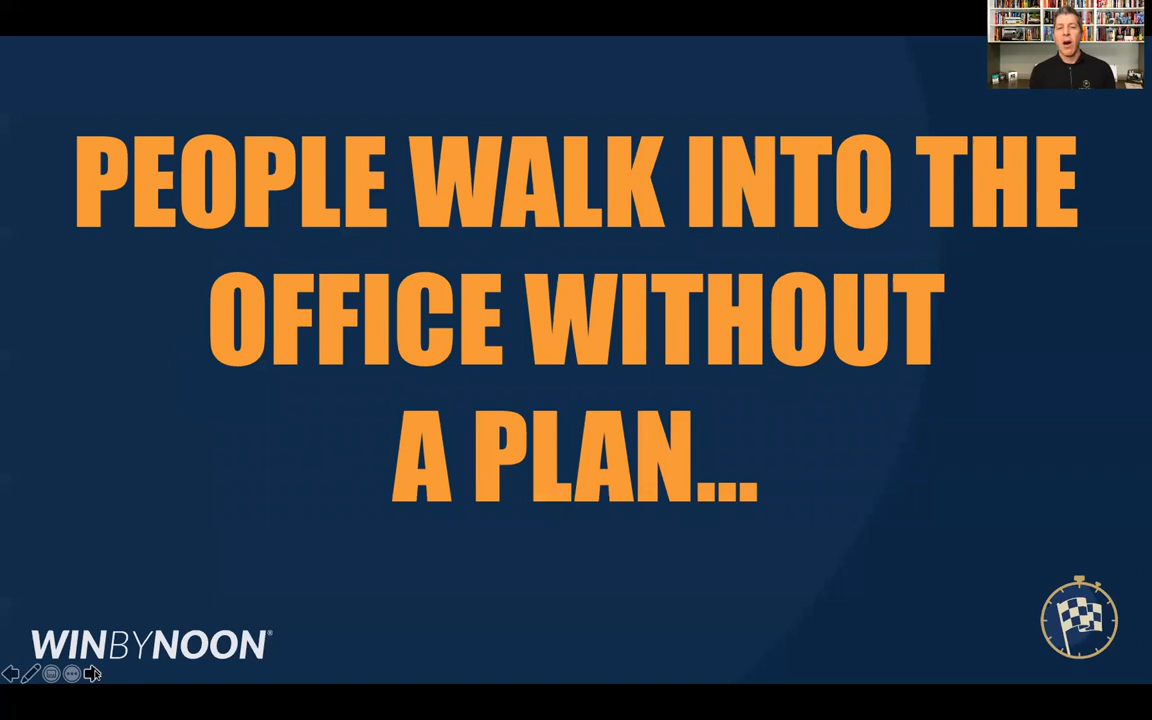 PEOPLE WALK INTO THE
OFFICE WITHOUT
A PLAN...
WINBYNOON®